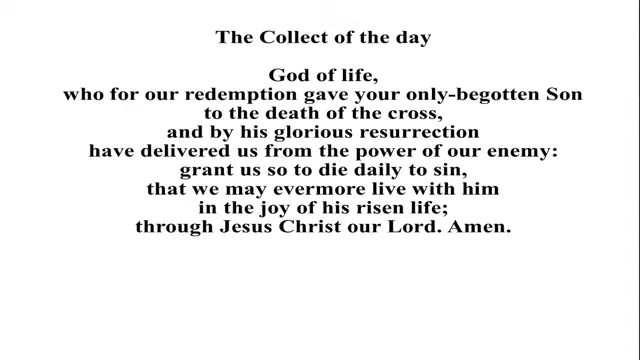 The Collect of the day
God of life,
who for our redemption gave your only-begotten Son
to the death of the cross,
and by his glorious resurrection
have delivered us from the power of our enemy:
grant us so to die daily to sin,
that we may evermore live with him
in the joy of his risen life;
through Jesus Christ our Lord. Amen.